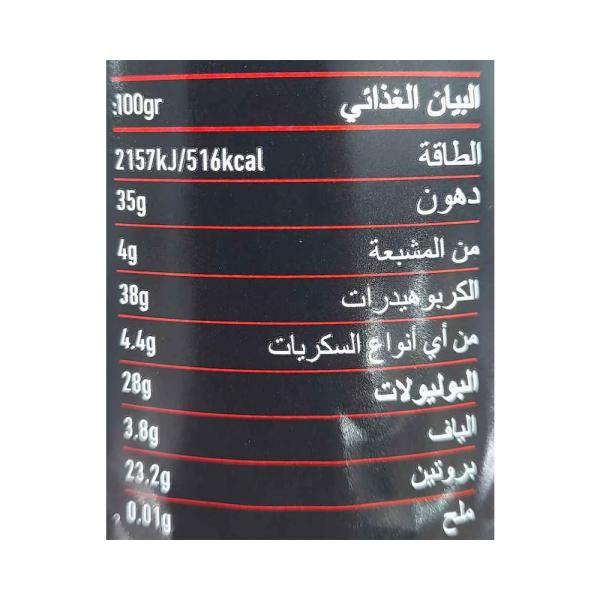 البيان الغذائي 100gr
الطاقة 2157kJ/516kcal
دهون 35g
من المشبعة 4g
الكربوهيدرات 38g
من أي أنواع السكريات 4.4g
البوليولات 28g
الياف 3.8g
بروتين 23.2g
ملح 0.01g